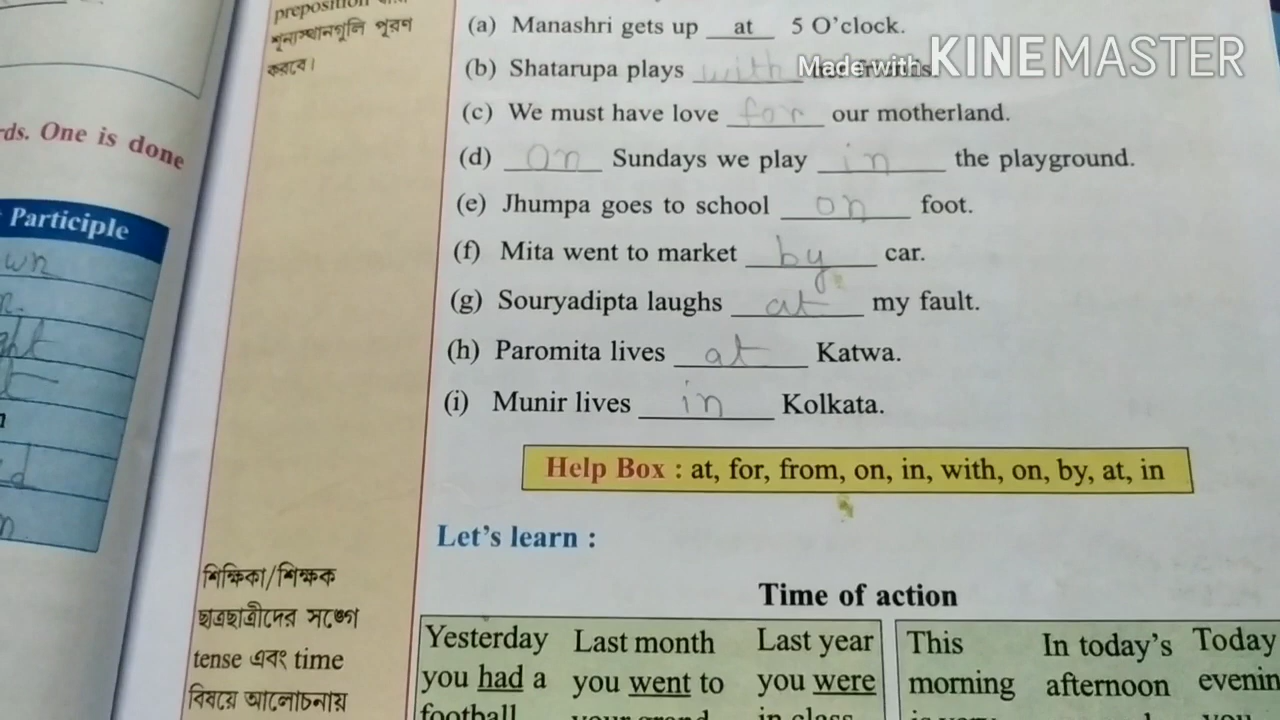 preposition
শূন্যস্থানগুলি পূরণ
করবে।
rds. One is done
Participle
wn
(a) Manashri gets up at 5 O'clock.
(b) Shatarupa plays with
Made with KINEMASTER
(c) We must have love for our motherland.
(d) On Sundays we play in the playground.
(e) Jhumpa goes to school on foot.
(f) Mita went to market by car.
(g) Souryadipta laughs at my fault.
(h) Paromita lives at Katwa.
(i) Munir lives in Kolkata.
Help Box : at, for, from, on, in, with, on, by, at, in
Let's learn :
শিক্ষিকা/শিক্ষক
ছাত্রছাত্রীদের সঙ্গে
tense এবং time
বিষয়ে আলোচনায়
Time of action
Yesterday Last month Last year
you had a you went to you were
football in class
This In today's Today
morning afternoon evenin